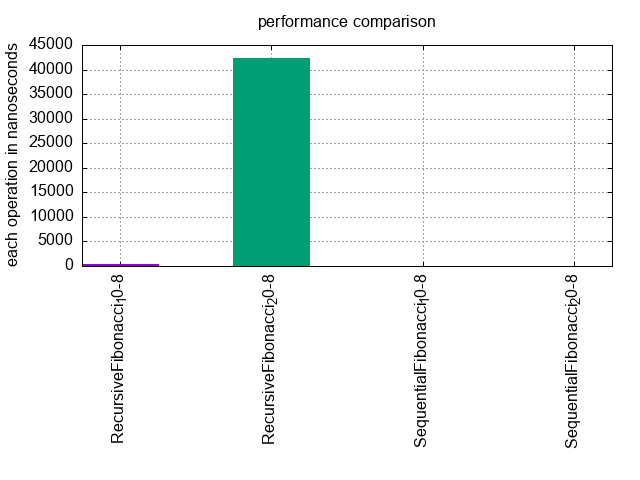 performance comparison
each operation in nanoseconds
45000
40000
35000
30000
25000
20000
15000
10000
5000
0
RecursiveFibonacci₁0-8
RecursiveFibonacci₂0-8
SequentialFibonacci₁0-8
SequentialFibonacci₂0-8